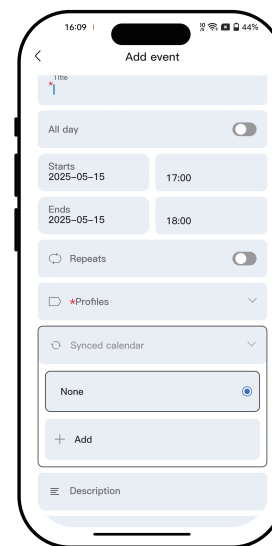 16:09
44%
Add event
Title
*
All day
Starts
2025-05-15
17:00
Ends
2025-05-15
18:00
Repeats
*Profiles
Synced calendar
None
+ Add
Description